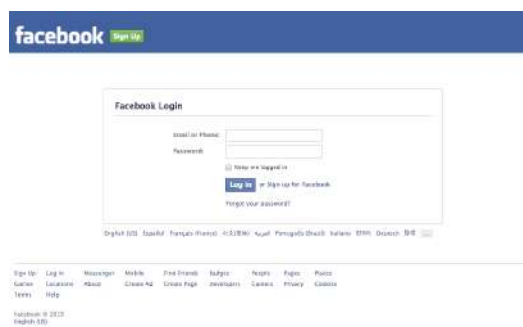 facebook Sign Up
Facebook Login
Email or Phone:
Password:
Keep me logged in
Log In or Sign up for Facebook
Forgot your password?
English (US) Español Français (France) العربية Português (Brasil) Italiano 한국어 Deutsch हिन्दी
Sign Up Log In Messenger Mobile Find Friends Badges People Pages Places
Games Locations About Create Ad Create Page Developers Careers Privacy Cookies
Terms Help
Facebook ©
English (US)